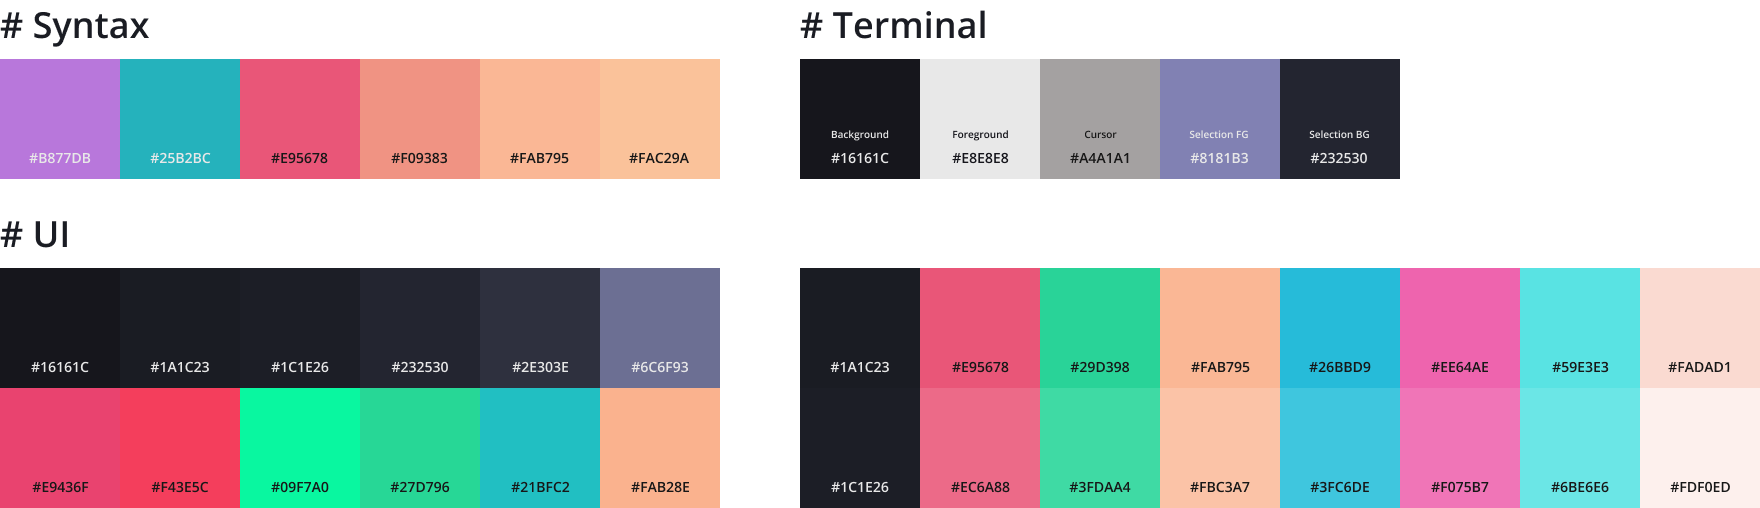 # Syntax
#B877DB #25B2BC #E95678 #F09383 #FAB795 #FAC29A
# Terminal
Background Foreground Cursor Selection FG Selection BG
#16161C #E8E8E8 #A4A1A1 #8181B3 #232530
# UI
#16161C #1A1C23 #1C1E26 #232530 #2E303E #6C6F93
#E9436F #F43E5C #09F7A0 #27D796 #21BFC2 #FAB28E
#1A1C23 #E95678 #29D398 #FAB795 #26BBD9 #EE64AE #59E3E3 #FADAD1
#1C1E26 #EC6A88 #3FDAA4 #FBC3A7 #3FC6DE #F075B7 #6BE6E6 #FDF0ED